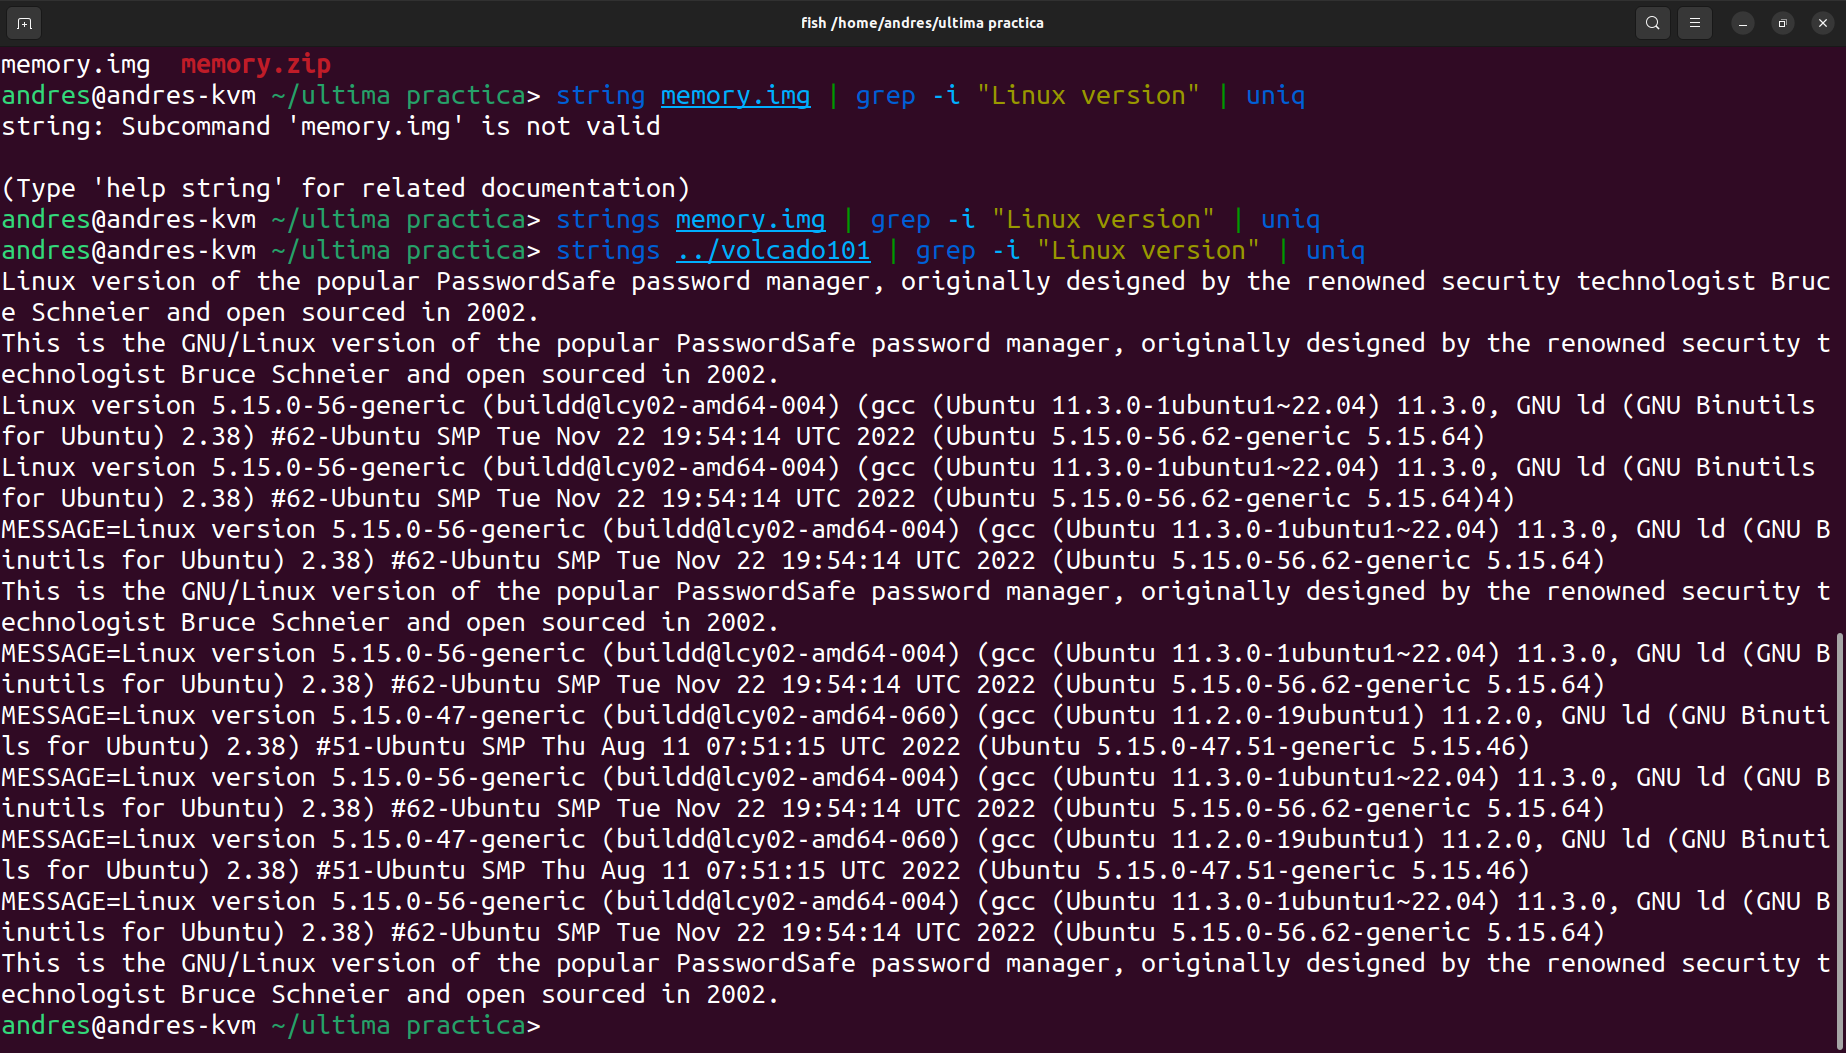 fish /home/andres/ultima practica
memory.img  memory.zip
andres@andres-kvm ~/ultima practica> string memory.img | grep -i "Linux version" | uniq
string: Subcommand 'memory.img' is not valid

(Type 'help string' for related documentation)
andres@andres-kvm ~/ultima practica> strings memory.img | grep -i "Linux version" | uniq
andres@andres-kvm ~/ultima practica> strings ../volcado101 | grep -i "Linux version" | uniq
Linux version of the popular PasswordSafe password manager, originally designed by the renowned security technologist Bruc
e Schneier and open sourced in 2002.
This is the GNU/Linux version of the popular PasswordSafe password manager, originally designed by the renowned security t
echnologist Bruce Schneier and open sourced in 2002.
Linux version 5.15.0-56-generic (buildd@lcy02-amd64-004) (gcc (Ubuntu 11.3.0-1ubuntu1~22.04) 11.3.0, GNU ld (GNU Binutils
for Ubuntu) 2.38) #62-Ubuntu SMP Tue Nov 22 19:54:14 UTC 2022 (Ubuntu 5.15.0-56.62-generic 5.15.64)
Linux version 5.15.0-56-generic (buildd@lcy02-amd64-004) (gcc (Ubuntu 11.3.0-1ubuntu1~22.04) 11.3.0, GNU ld (GNU Binutils
for Ubuntu) 2.38) #62-Ubuntu SMP Tue Nov 22 19:54:14 UTC 2022 (Ubuntu 5.15.0-56.62-generic 5.15.64)4)
MESSAGE=Linux version 5.15.0-56-generic (buildd@lcy02-amd64-004) (gcc (Ubuntu 11.3.0-1ubuntu1~22.04) 11.3.0, GNU ld (GNU B
inutils for Ubuntu) 2.38) #62-Ubuntu SMP Tue Nov 22 19:54:14 UTC 2022 (Ubuntu 5.15.0-56.62-generic 5.15.64)
This is the GNU/Linux version of the popular PasswordSafe password manager, originally designed by the renowned security t
echnologist Bruce Schneier and open sourced in 2002.
MESSAGE=Linux version 5.15.0-56-generic (buildd@lcy02-amd64-004) (gcc (Ubuntu 11.3.0-1ubuntu1~22.04) 11.3.0, GNU ld (GNU B
inutils for Ubuntu) 2.38) #62-Ubuntu SMP Tue Nov 22 19:54:14 UTC 2022 (Ubuntu 5.15.0-56.62-generic 5.15.64)
MESSAGE=Linux version 5.15.0-47-generic (buildd@lcy02-amd64-060) (gcc (Ubuntu 11.2.0-19ubuntu1) 11.2.0, GNU ld (GNU Binuti
ls for Ubuntu) 2.38) #51-Ubuntu SMP Thu Aug 11 07:51:15 UTC 2022 (Ubuntu 5.15.0-47.51-generic 5.15.46)
MESSAGE=Linux version 5.15.0-56-generic (buildd@lcy02-amd64-004) (gcc (Ubuntu 11.3.0-1ubuntu1~22.04) 11.3.0, GNU ld (GNU B
inutils for Ubuntu) 2.38) #62-Ubuntu SMP Tue Nov 22 19:54:14 UTC 2022 (Ubuntu 5.15.0-56.62-generic 5.15.64)
MESSAGE=Linux version 5.15.0-47-generic (buildd@lcy02-amd64-060) (gcc (Ubuntu 11.2.0-19ubuntu1) 11.2.0, GNU ld (GNU Binuti
ls for Ubuntu) 2.38) #51-Ubuntu SMP Thu Aug 11 07:51:15 UTC 2022 (Ubuntu 5.15.0-47.51-generic 5.15.46)
MESSAGE=Linux version 5.15.0-56-generic (buildd@lcy02-amd64-004) (gcc (Ubuntu 11.3.0-1ubuntu1~22.04) 11.3.0, GNU ld (GNU B
inutils for Ubuntu) 2.38) #62-Ubuntu SMP Tue Nov 22 19:54:14 UTC 2022 (Ubuntu 5.15.0-56.62-generic 5.15.64)
This is the GNU/Linux version of the popular PasswordSafe password manager, originally designed by the renowned security t
echnologist Bruce Schneier and open sourced in 2002.
andres@andres-kvm ~/ultima practica>